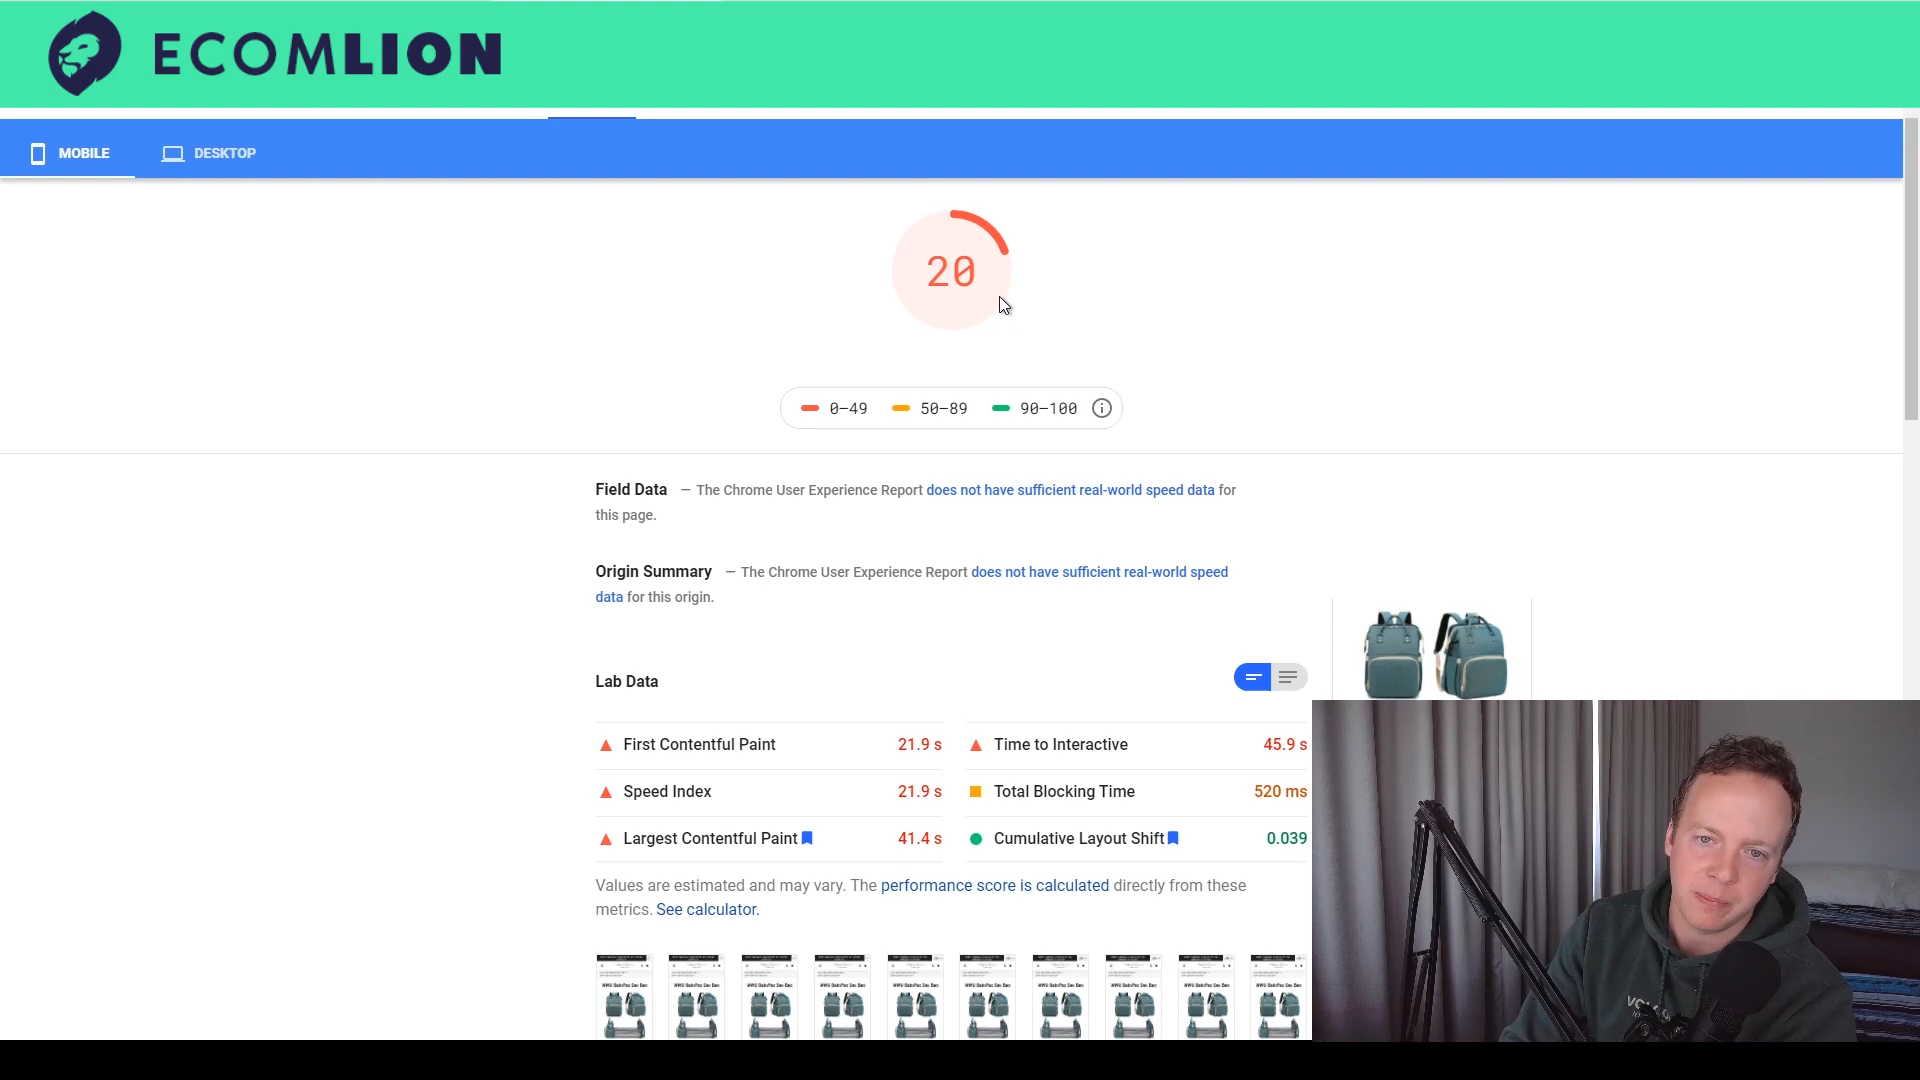 ECOMLION
MOBILE
DESKTOP
20
0–49
50–89
90–100
Field Data — The Chrome User Experience Report does not have sufficient real-world speed data for
this page.
Origin Summary — The Chrome User Experience Report does not have sufficient real-world speed
data for this origin.
Lab Data
First Contentful Paint 21.9 s
Time to Interactive 45.9 s
Speed Index 21.9 s
Total Blocking Time 520 ms
Largest Contentful Paint 41.4 s
Cumulative Layout Shift 0.039
Values are estimated and may vary. The performance score is calculated directly from these
metrics. See calculator.